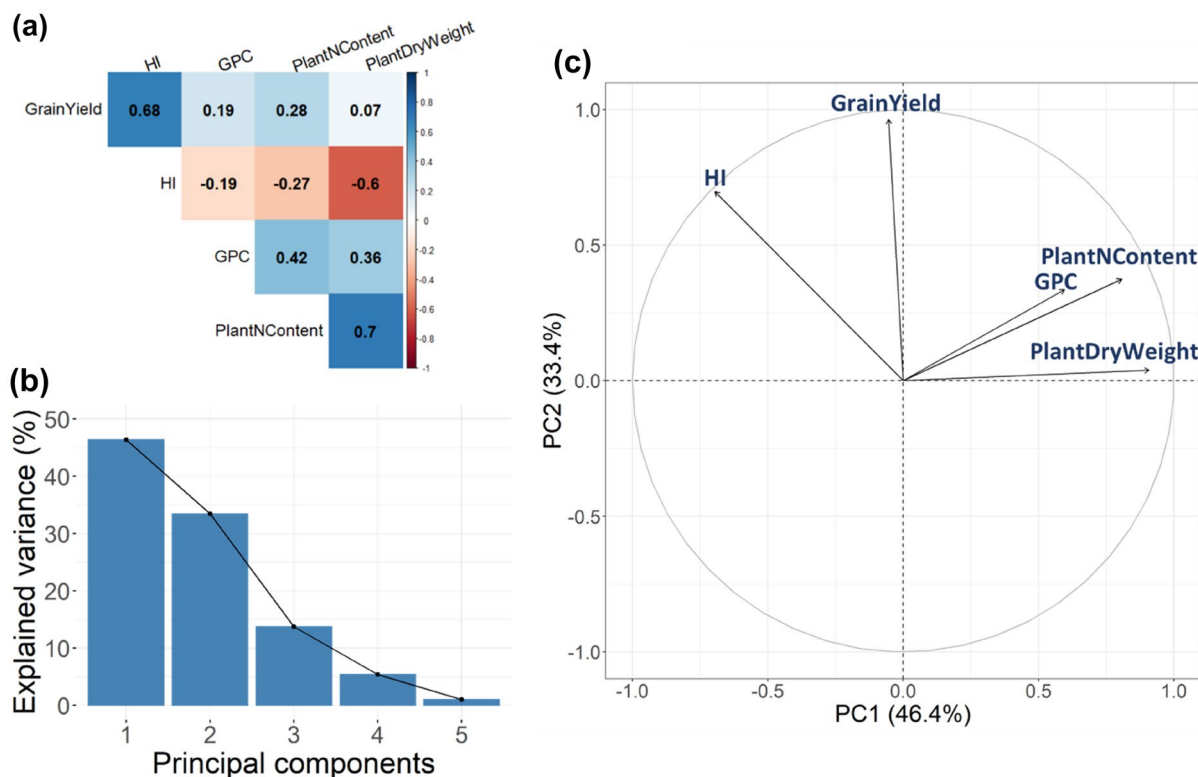 (a)
HI GPC PlantNContent PlantDryWeight
GrainYield 0.68 0.19 0.28 0.07
HI -0.19 -0.27 -0.6
GPC 0.42 0.36
PlantNContent 0.7
1
0.8
0.6
0.4
0.2
0
-0.2
-0.4
-0.6
-0.8
-1
(b)
Explained variance (%)
50
40
30
20
10
0
1 2 3 4 5
Principal components
(c)
PC2 (33.4%)
1.0
0.5
0.0
-0.5
-1.0
GrainYield
HI
PlantNContent
GPC
PlantDryWeight
-1.0 -0.5 0.0 0.5 1.0
PC1 (46.4%)